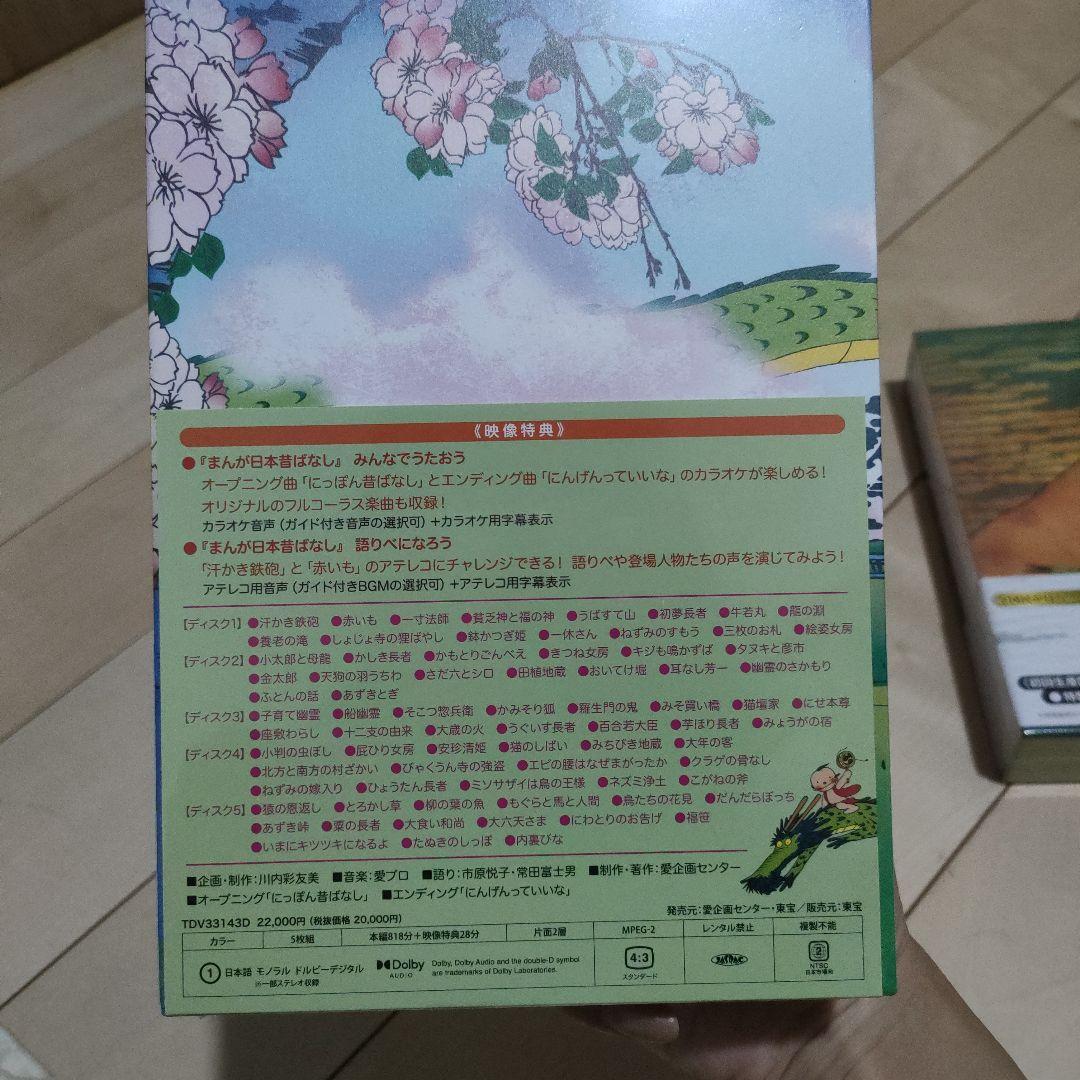 《映像特典》
●『まんが日本昔ばなし』 みんなでうたおう
オープニング曲「にっぽん昔ばなし」とエンディング曲「にんげんっていいな」のカラオケが楽しめる!
オリジナルのフルコーラス楽曲も収録!
カラオケ音声(ガイド付き音声の選択可)+カラオケ用字幕表示
●『まんが日本昔ばなし』 語りべになろう
「汗かき鉄砲」と「赤いも」のアテレコにチャレンジできる! 語りべや登場人物たちの声を演じてみよう!
アテレコ用音声(ガイド付きBGMの選択可)+アテレコ用字幕表示
【ディスク1】●汗かき鉄砲 ●赤いも ●一寸法師 ●貧乏神と福の神 ●うばすて山 ●初夢長者 ●牛若丸 ●龍の淵
●養老の滝 ●しょじょ寺の狸ばやし ●鉢かつぎ姫 ●一休さん ●ねずみのすもう ●三枚のお札 ●絵姿女房
【ディスク2】●小太郎と母龍 ●かしき長者 ●かもとりごんべえ ●きつね女房 ●キジも鳴かずば ●タヌキと彦市
●金太郎 ●天狗の羽うちわ ●さだ六とシロ ●田植地蔵 ●おいてけ堀 ●耳なし芳一 ●幽霊のさかもり
●ふとんの話 ●あずきとぎ
【ディスク3】●子育て幽霊 ●船幽霊 ●そこつ惣兵衛 ●かみそり狐 ●羅生門の鬼 ●みそ買い橋 ●猫壇家 ●にせ本尊
●座敷わらし ●十二支の由来 ●大歳の火 ●うぐいす長者 ●百合若大臣 ●芋ほり長者 ●みょうがの宿
【ディスク4】●小判の虫ぼし ●屁ひり女房 ●安珍清姫 ●猫のしばい ●みちびき地蔵 ●大年の客
●北方と南方の村ざかい ●びゃくうん寺の強盗 ●エビの腰はなぜまがったか ●クラゲの骨なし
●ねずみの嫁入り ●ひょうたん長者 ●ミソサザイは鳥の王様 ●ネズミ浄土 ●こがねの斧
【ディスク5】●猿の恩返し ●とろかし草 ●柳の葉の魚 ●もぐらと馬と人間 ●鳥たちの花見 ●だんだらぼっち
●あずき峠 ●粟の長者 ●大食い和尚 ●大六天さま ●にわとりのお告げ ●福笹
●いまにキツツキになるよ ●たぬきのしっぽ ●内裏びな
■企画・制作:川内彩友美 ■音楽:愛プロ ■語り:市原悦子・常田富士男 ■制作・著作:愛企画センター
■オープニング「にっぽん昔ばなし」 ■エンディング「にんげんっていいな」
発売元:愛企画センター・東宝/販売元:東宝
TDV33143D 22,000円(税抜価格 20,000円)
カラー 5枚組 本編818分+映像特典28分 片面2層 MPEG-2 レンタル禁止 複製不能
① 日本語 モノラル ドルビーデジタル
※一部ステレオ収録
Dolby AUDIO
Dolby, Dolby Audio and the double-D symbol
are trademarks of Dolby Laboratories.
4:3
スタンダード
2
NTSC
日本市場向